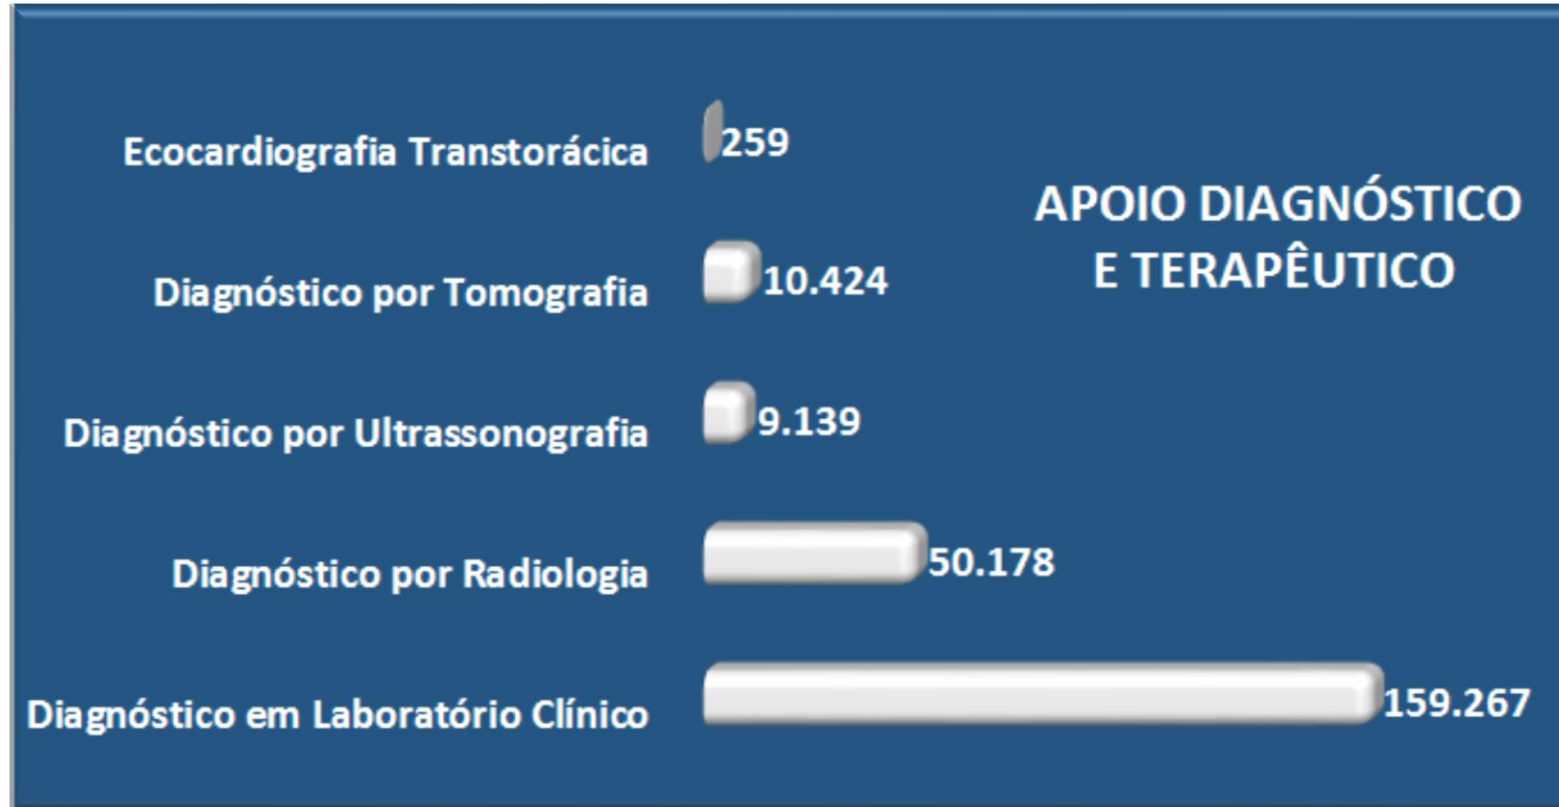 Ecocardiografia Transtorácica 259
APOIO DIAGNÓSTICO
E TERAPÊUTICO
Diagnóstico por Tomografia 10.424
Diagnóstico por Ultrassonografia 9.139
Diagnóstico por Radiologia 50.178
Diagnóstico em Laboratório Clínico 159.267